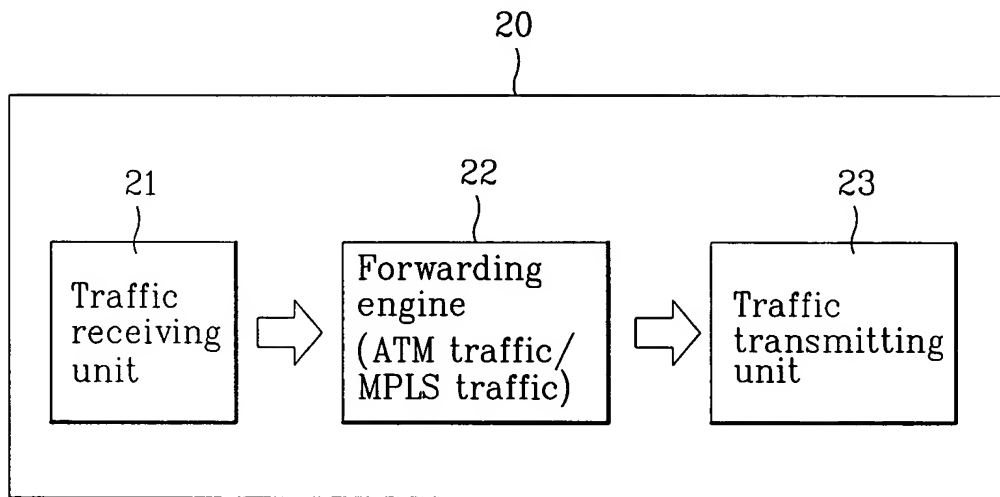 20
21
22
23
Traffic
receiving
unit
Forwarding
engine
(ATM traffic/
MPLS traffic)
Traffic
transmitting
unit